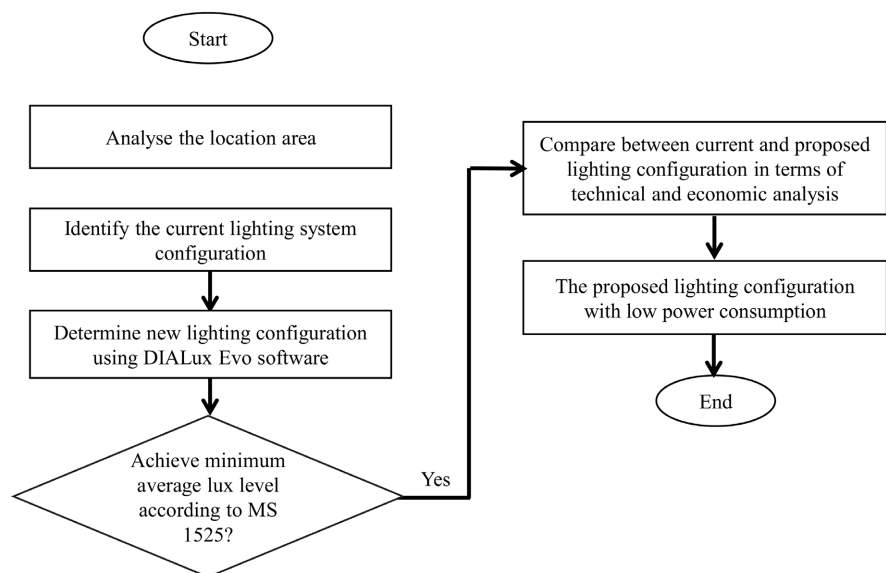 Start
Analyse the location area
Identify the current lighting system
configuration
Determine new lighting configuration
using DIALux Evo software
Achieve minimum
average lux level
according to MS
1525?
Yes
Compare between current and proposed
lighting configuration in terms of
technical and economic analysis
The proposed lighting configuration
with low power consumption
End